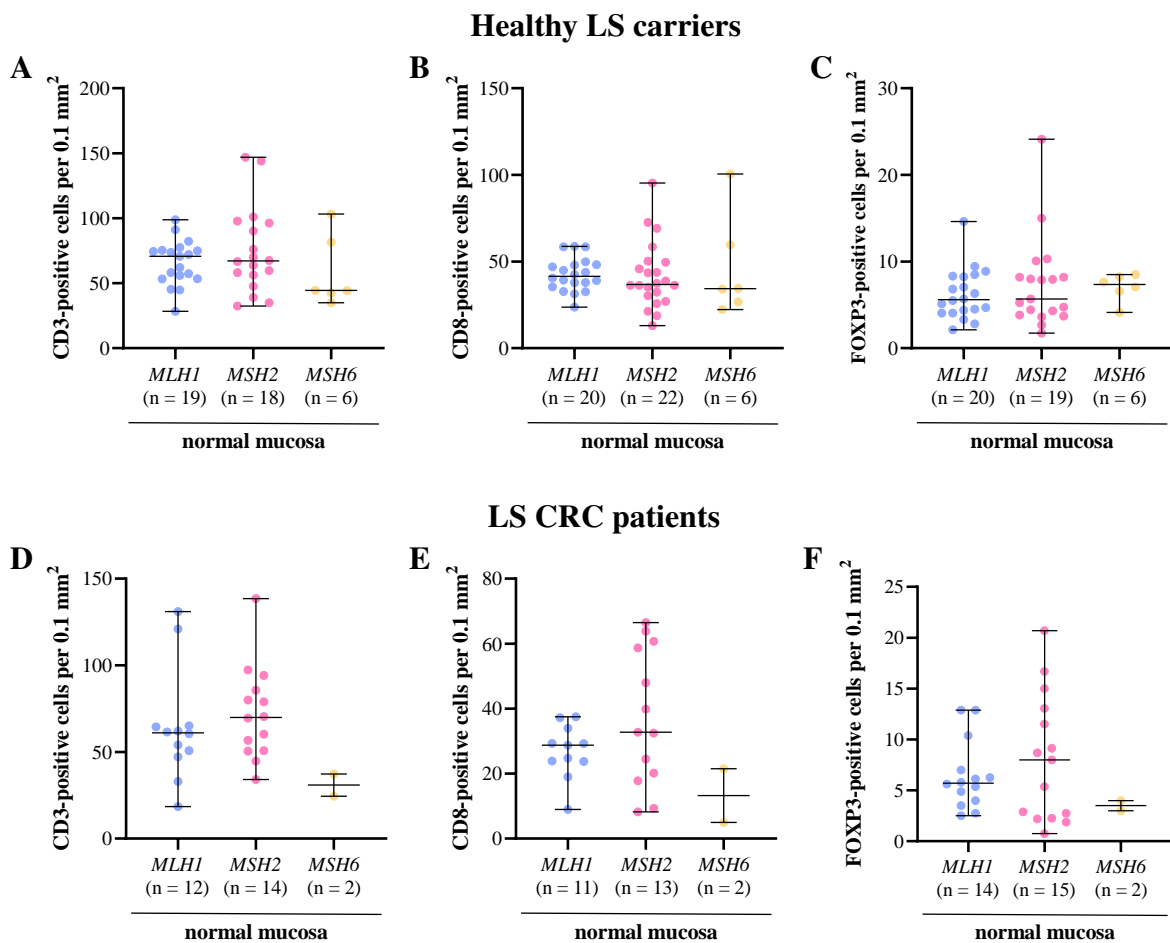 Healthy LS carriers
A
CD3-positive cells per 0.1 mm²
200
150
100
50
0
MLH1 MSH2 MSH6
(n = 19) (n = 18) (n = 6)
normal mucosa
B
CD8-positive cells per 0.1 mm²
150
100
50
0
MLH1 MSH2 MSH6
(n = 20) (n = 22) (n = 6)
normal mucosa
C
FOXP3-positive cells per 0.1 mm²
30
20
10
0
MLH1 MSH2 MSH6
(n = 20) (n = 19) (n = 6)
normal mucosa
LS CRC patients
D
CD3-positive cells per 0.1 mm²
150
100
50
0
MLH1 MSH2 MSH6
(n = 12) (n = 14) (n = 2)
normal mucosa
E
CD8-positive cells per 0.1 mm²
80
60
40
20
0
MLH1 MSH2 MSH6
(n = 11) (n = 13) (n = 2)
normal mucosa
F
FOXP3-positive cells per 0.1 mm²
25
20
15
10
5
0
MLH1 MSH2 MSH6
(n = 14) (n = 15) (n = 2)
normal mucosa